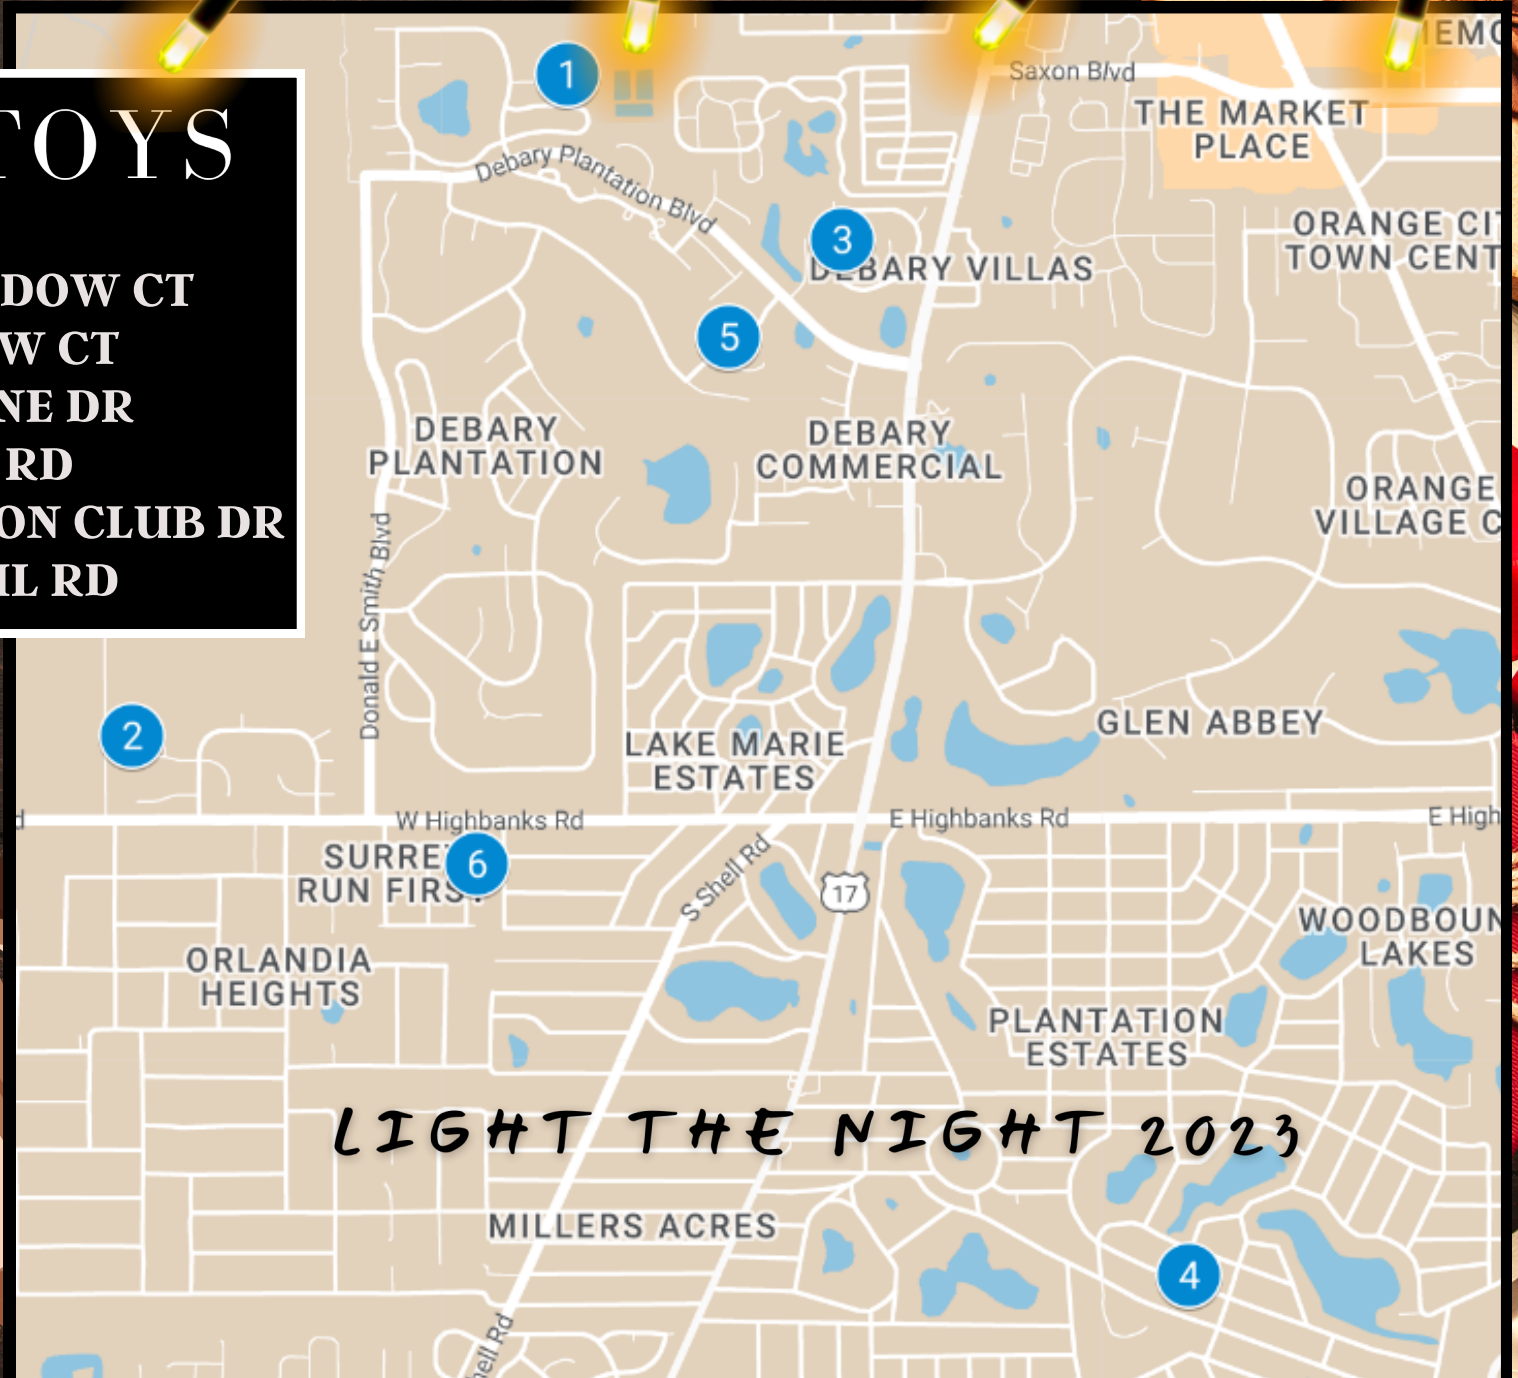 TOYS
DOW CT
W CT
NE DR
RD
ON CLUB DR
IL RD
1
Saxon Blvd
THE MARKET
PLACE
Debary Plantation Blvd
3
DEBARY VILLAS
ORANGE CIT
TOWN CENT
5
DEBARY
PLANTATION
DEBARY
COMMERCIAL
ORANGE
VILLAGE C
Donald E Smith Blvd
2
LAKE MARIE
ESTATES
GLEN ABBEY
W Highbanks Rd
E Highbanks Rd
E High
6
SURREY
RUN FIRST
S Shell Rd
17
WOODBOUN
LAKES
ORLANDIA
HEIGHTS
PLANTATION
ESTATES
LIGHT THE NIGHT 2023
MILLERS ACRES
4
hell Rd